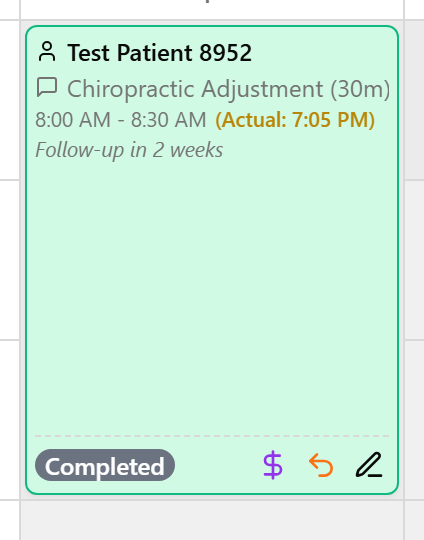 Test Patient 8952
Chiropractic Adjustment (30m)
8:00 AM - 8:30 AM (Actual: 7:05 PM)
Follow-up in 2 weeks
Completed